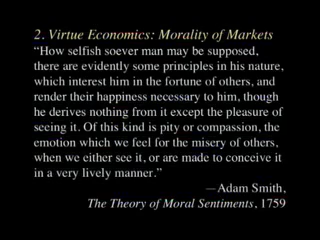 2. Virtue Economics: Morality of Markets
“How selfish soever man may be supposed,
there are evidently some principles in his nature,
which interest him in the fortune of others, and
render their happiness necessary to him, though
he derives nothing from it except the pleasure of
seeing it. Of this kind is pity or compassion, the
emotion which we feel for the misery of others,
when we either see it, or are made to conceive it
in a very lively manner.”
—Adam Smith,
The Theory of Moral Sentiments, 1759